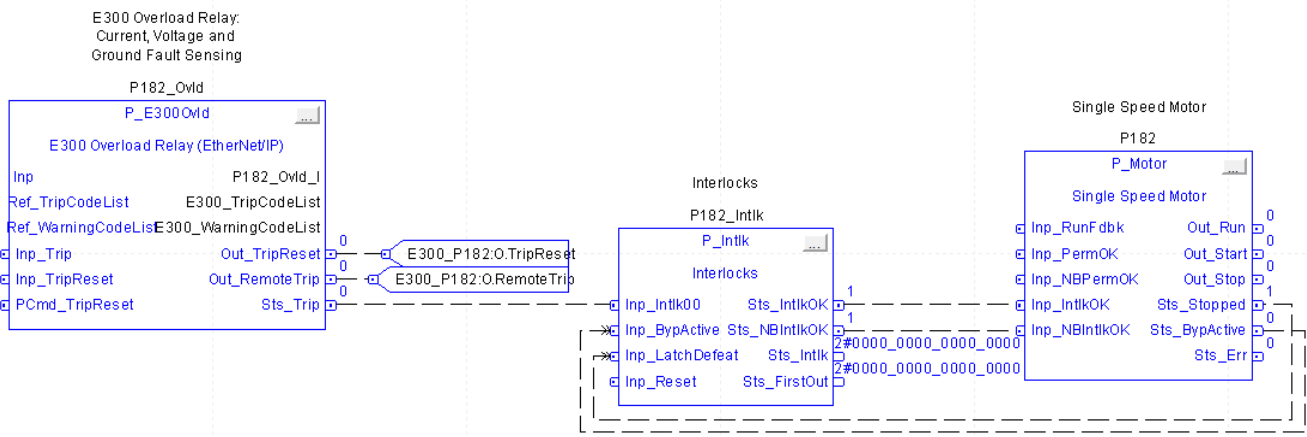 E300 Overload Relay:
Current, Voltage and
Ground Fault Sensing
P182_Ovld
P_E300Ovld
...
E300 Overload Relay (EtherNet/IP)
Inp P182_Ovld_I
Ref_TripCodeList E300_TripCodeList
Ref_WarningCodeList E300_WarningCodeList
Inp_Trip Out_TripReset 0
E300_P182:O.TripReset
Inp_TripReset Out_RemoteTrip 0
E300_P182:O.RemoteTrip
PCmd_TripReset Sts_Trip 0
Interlocks
P182_Intlk
P_Intlk
...
Interlocks
Inp_Intlk00 Sts_IntlkOK 1
Inp_BypActive Sts_NBIntlkOK 1
Inp_LatchDefeat Sts_Intlk 2#0000_0000_0000_0000
Inp_Reset Sts_FirstOut 2#0000_0000_0000_0000
Single Speed Motor
P182
P_Motor
...
Single Speed Motor
Inp_RunFdbk Out_Run 0
Inp_PermOK Out_Start 0
Inp_NBPermOK Out_Stop 0
Inp_IntlkOK Sts_Stopped 1
Inp_NBIntlkOK Sts_BypActive 0
Sts_Err 0